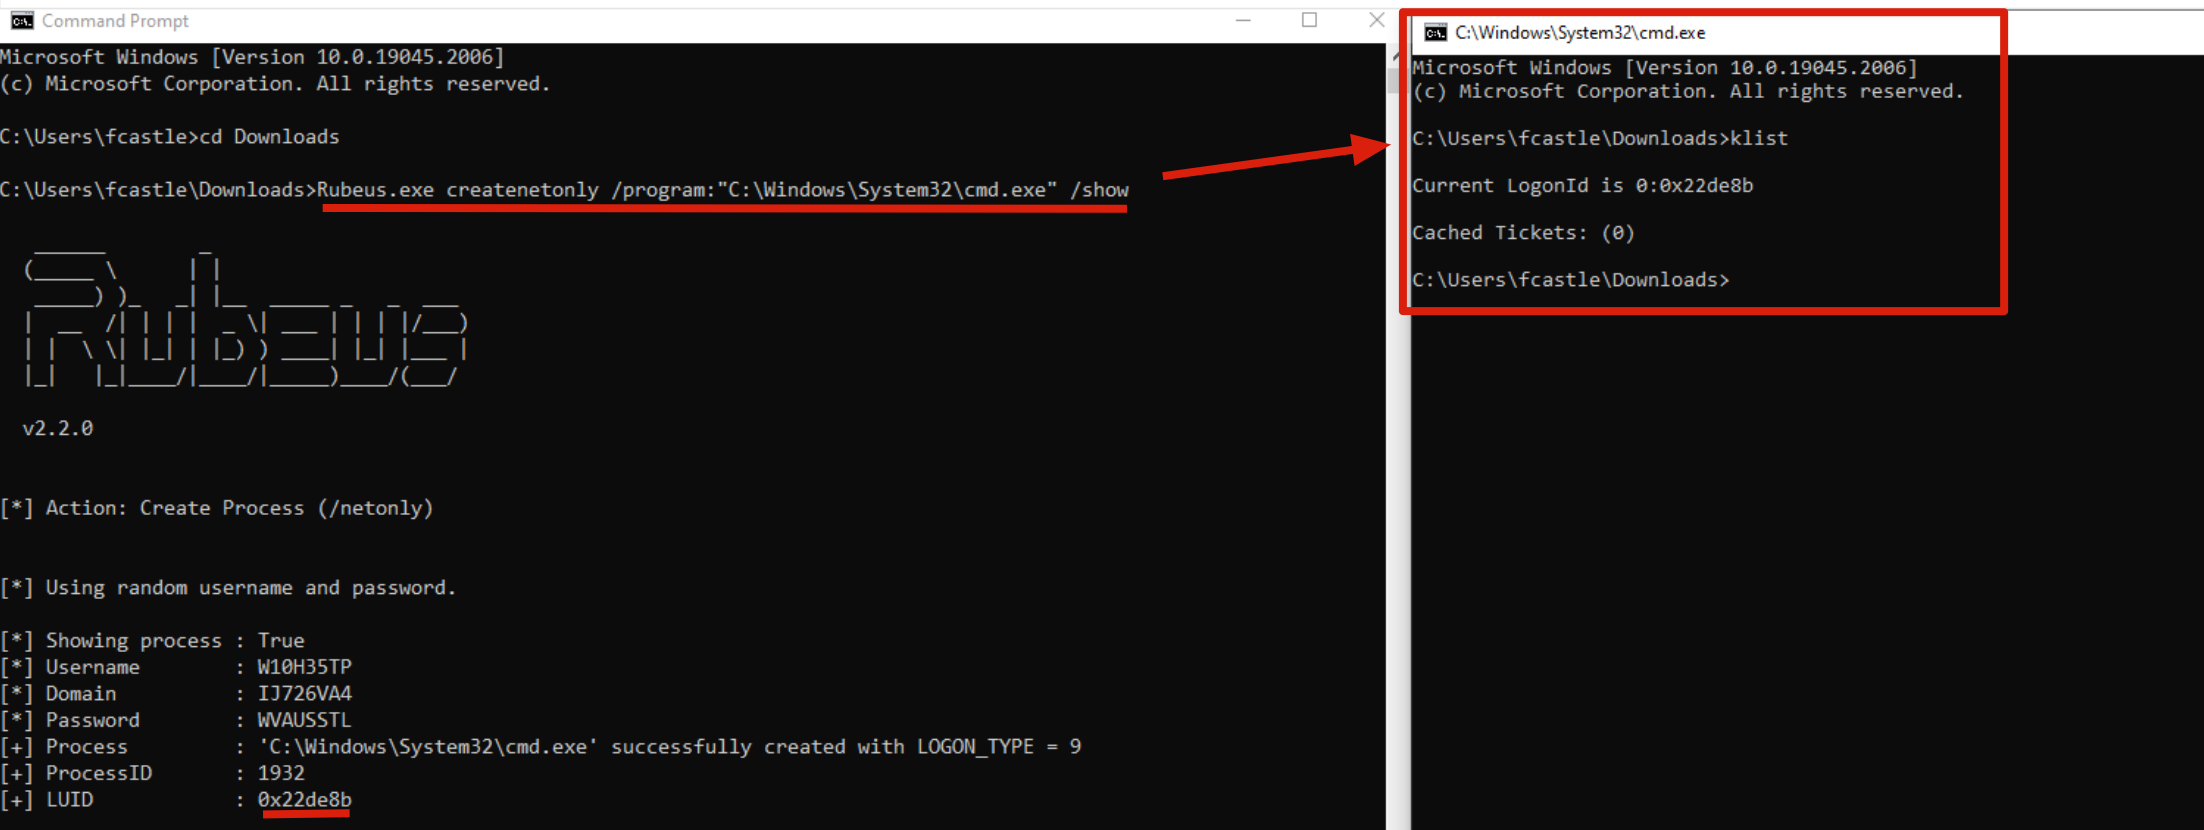 Command Prompt
Microsoft Windows [Version 10.0.19045.2006]
(c) Microsoft Corporation. All rights reserved.
C:\Users\fcastle>cd Downloads
C:\Users\fcastle\Downloads>Rubeus.exe createnetonly /program:"C:\Windows\System32\cmd.exe" /show
Rubeus
v2.2.0
[*] Action: Create Process (/netonly)
[*] Using random username and password.
[*] Showing process : True
[*] Username : W10H35TP
[*] Domain : IJ726VA4
[*] Password : WVAUSSTL
[+] Process : 'C:\Windows\System32\cmd.exe' successfully created with LOGON_TYPE = 9
[+] ProcessID : 1932
[+] LUID : 0x22de8b
C:\Windows\System32\cmd.exe
Microsoft Windows [Version 10.0.19045.2006]
(c) Microsoft Corporation. All rights reserved.
C:\Users\fcastle\Downloads>klist
Current LogonId is 0:0x22de8b
Cached Tickets: (0)
C:\Users\fcastle\Downloads>